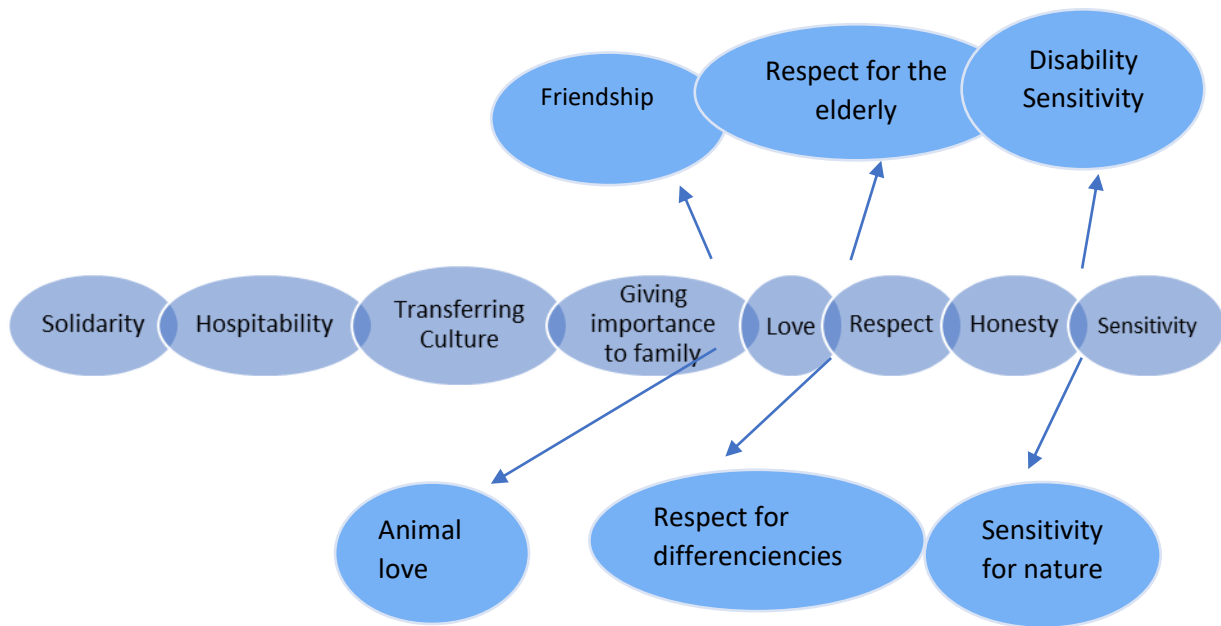 Friendship
Respect for the
elderly
Disability
Sensitivity
Solidarity
Hospitability
Transferring
Culture
Giving
importance
to family
Love
Respect
Honesty
Sensitivity
Animal
love
Respect for
differenciencies
Sensitivity
for nature